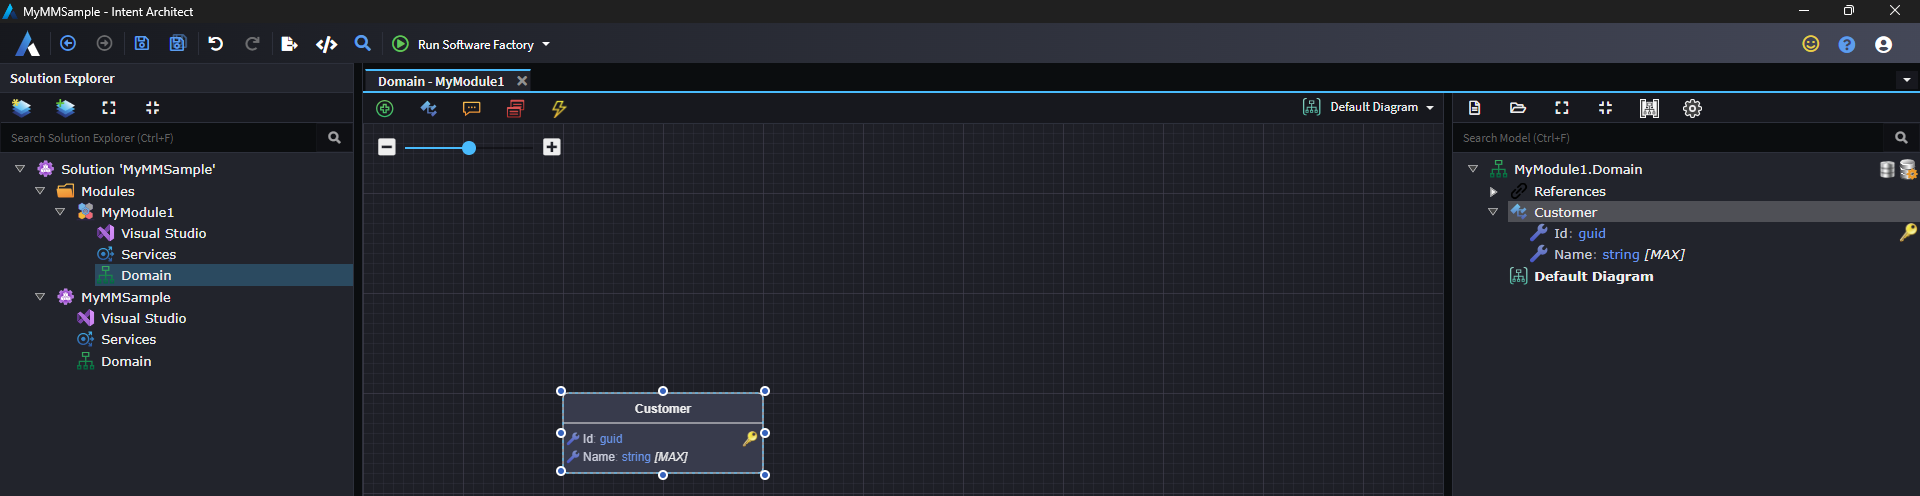 MyMMSample - Intent Architect
Run Software Factory
Solution Explorer
Search Solution Explorer (Ctrl+F)
Solution 'MyMMSample'
Modules
MyModule1
Visual Studio
Services
Domain
MyMMSample
Visual Studio
Services
Domain
Domain - MyModule1
Default Diagram
Customer
Id: guid
Name: string [MAX]
Search Model (Ctrl+F)
MyModule1.Domain
References
Customer
Id: guid
Name: string [MAX]
Default Diagram